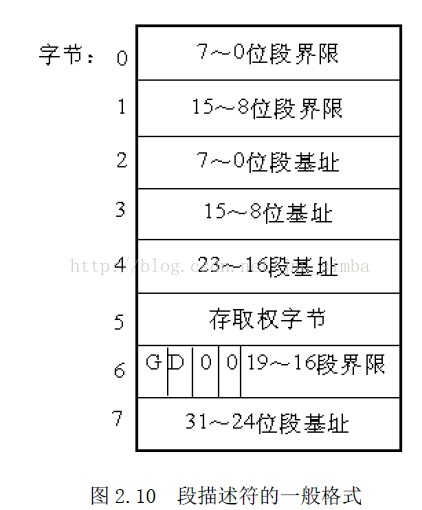 字节： 0 7～0位段界限
1 15～8位段界限
2 7～0位段基址
3 15～8位基址
4 23～16段基址
5 存取权字节
6 G D 0 0 19～16段界限
7 31～24位段基址
图 2.10 段描述符的一般格式